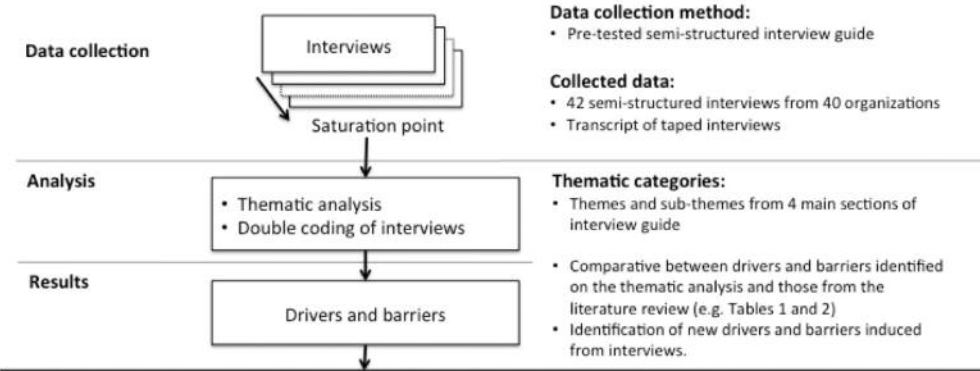 Data collection
Interviews
Saturation point
Data collection method:
• Pre-tested semi-structured interview guide
Collected data:
• 42 semi-structured interviews from 40 organizations
• Transcript of taped interviews
Analysis
• Thematic analysis
• Double coding of interviews
Thematic categories:
• Themes and sub-themes from 4 main sections of
interview guide
Results
Drivers and barriers
• Comparative between drivers and barriers identified
on the thematic analysis and those from the
literature review (e.g. Tables 1 and 2)
• Identification of new drivers and barriers induced
from interviews.